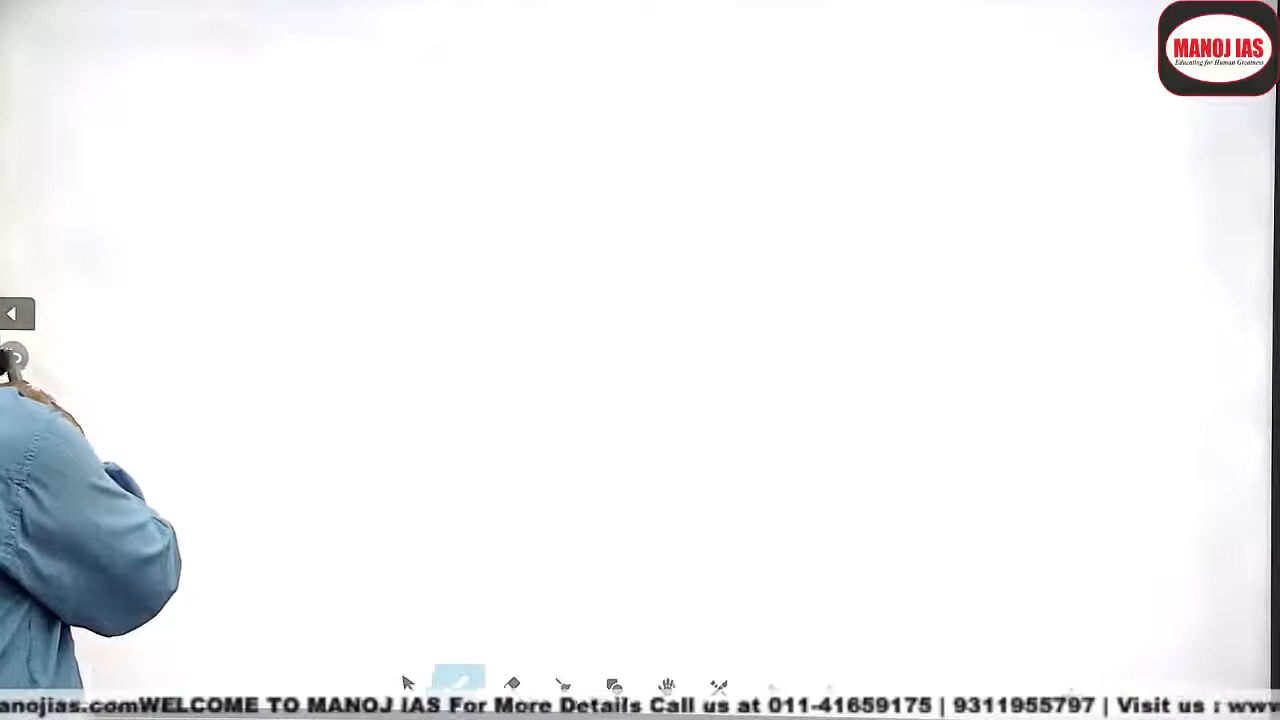 MANOJ IAS
Educating for Human Greatness
anojias.comWELCOME TO MANOJ IAS For More Details Call us at 011-41659175 | 9311955797 | Visit us : www